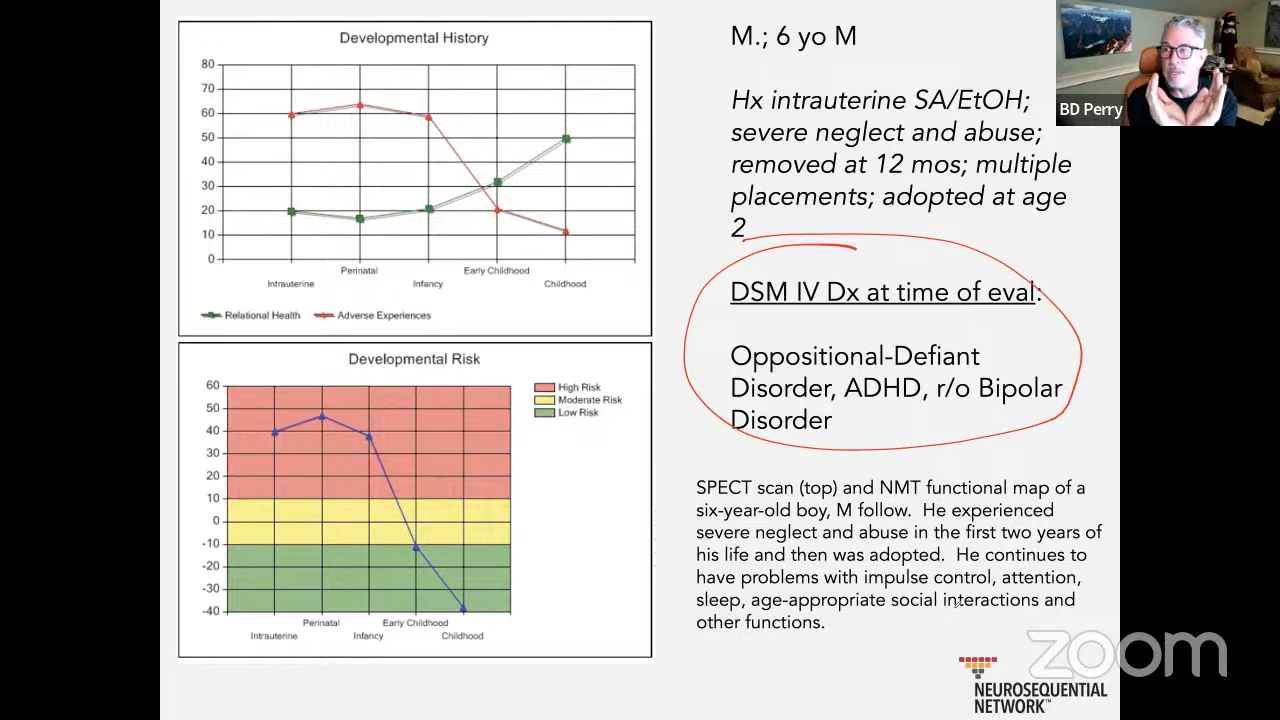 Developmental History
80
70
60
50
40
30
20
10
0
Intrauterine
Perinatal
Infancy
Early Childhood
Childhood
Relational Health
Adverse Experiences
Developmental Risk
High Risk
Moderate Risk
Low Risk
60
50
40
30
20
10
0
-10
-20
-30
-40
Intrauterine
Perinatal
Infancy
Early Childhood
Childhood
M.; 6 yo M
Hx intrauterine SA/EtOH;
severe neglect and abuse;
removed at 12 mos; multiple
placements; adopted at age
2
DSM IV Dx at time of eval:
Oppositional-Defiant
Disorder, ADHD, r/o Bipolar
Disorder
SPECT scan (top) and NMT functional map of a
six-year-old boy, M follow. He experienced
severe neglect and abuse in the first two years of
his life and then was adopted. He continues to
have problems with impulse control, attention,
sleep, age-appropriate social interactions and
other functions.
BD Perry
zoom
NEUROSEQUENTIAL
NETWORK™